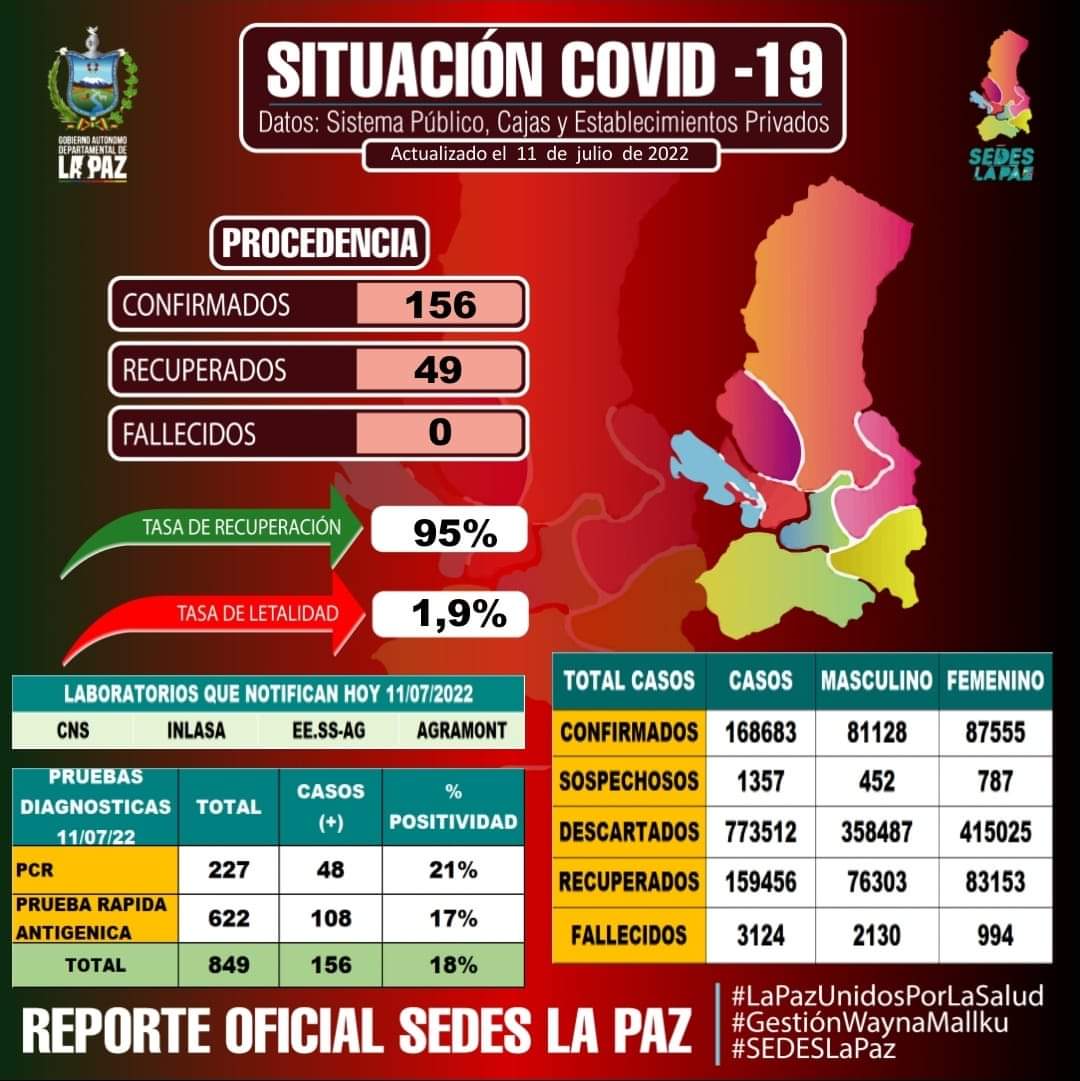 GOBIERNO AUTONOMO
DEPARTAMENTAL DE
LA PAZ
SITUACIÓN COVID -19
Datos: Sistema Público, Cajas y Establecimientos Privados
Actualizado el 11 de julio de 2022
SEDES
LA PAZ
PROCEDENCIA
CONFIRMADOS 156
RECUPERADOS 49
FALLECIDOS 0
TASA DE RECUPERACIÓN 95%
TASA DE LETALIDAD 1,9%
LABORATORIOS QUE NOTIFICAN HOY 11/07/2022
CNS INLASA EE.SS-AG AGRAMONT
PRUEBAS
DIAGNOSTICAS
11/07/22
TOTAL
CASOS
(+)
%
POSITIVIDAD
PCR 227 48 21%
PRUEBA RAPIDA
ANTIGENICA
622 108 17%
TOTAL 849 156 18%
TOTAL CASOS CASOS MASCULINO FEMENINO
CONFIRMADOS 168683 81128 87555
SOSPECHOSOS 1357 452 787
DESCARTADOS 773512 358487 415025
RECUPERADOS 159456 76303 83153
FALLECIDOS 3124 2130 994
REPORTE OFICIAL SEDES LA PAZ
#LaPazUnidosPorLaSalud
#GestiónWaynaMallku
#SEDESLaPaz